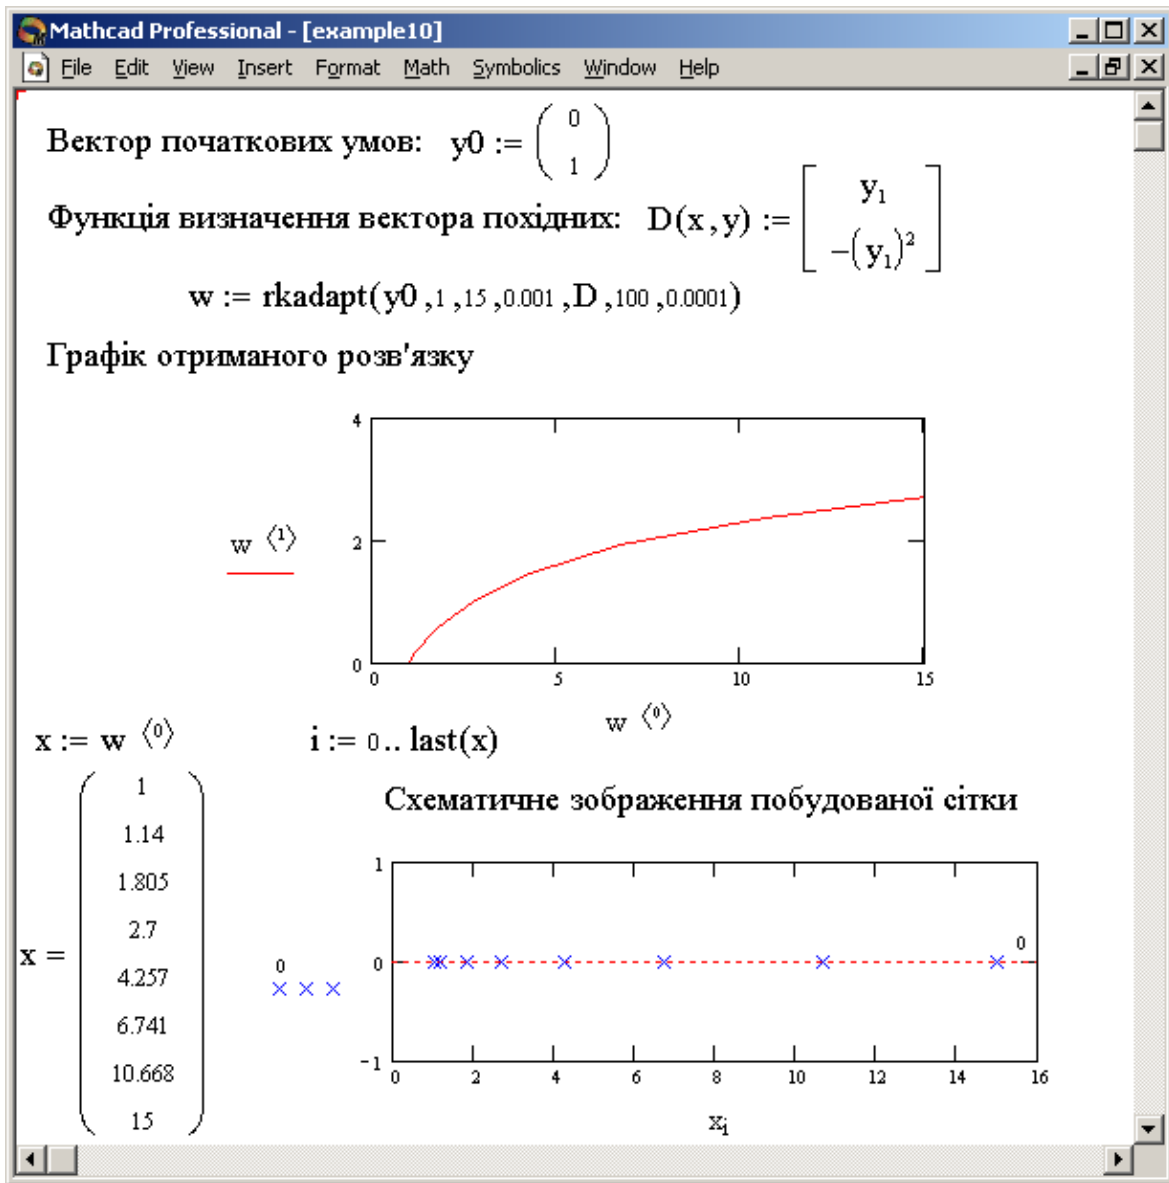 Mathcad Professional - [example10]
File Edit View Insert Format Math Symbolics Window Help
Вектор початкових умов: y0 := ( 0 1 )
Функція визначення вектора похідних: D(x,y) := [ y₁ -(y₁)² ]
w := rkadapt(y0 ,1 ,15 ,0.001 ,D ,100 ,0.0001)
Графік отриманого розв'язку
4
w ⟨1⟩ 2
0
0 5 10 15
w ⟨0⟩
x := w ⟨0⟩ i := 0.. last(x)
Схематичне зображення побудованої сітки
x =
1
1.14
1.805
2.7
4.257
6.741
10.668
15
1
0 0 0
-1
0 2 4 6 8 10 12 14 16
xᵢ